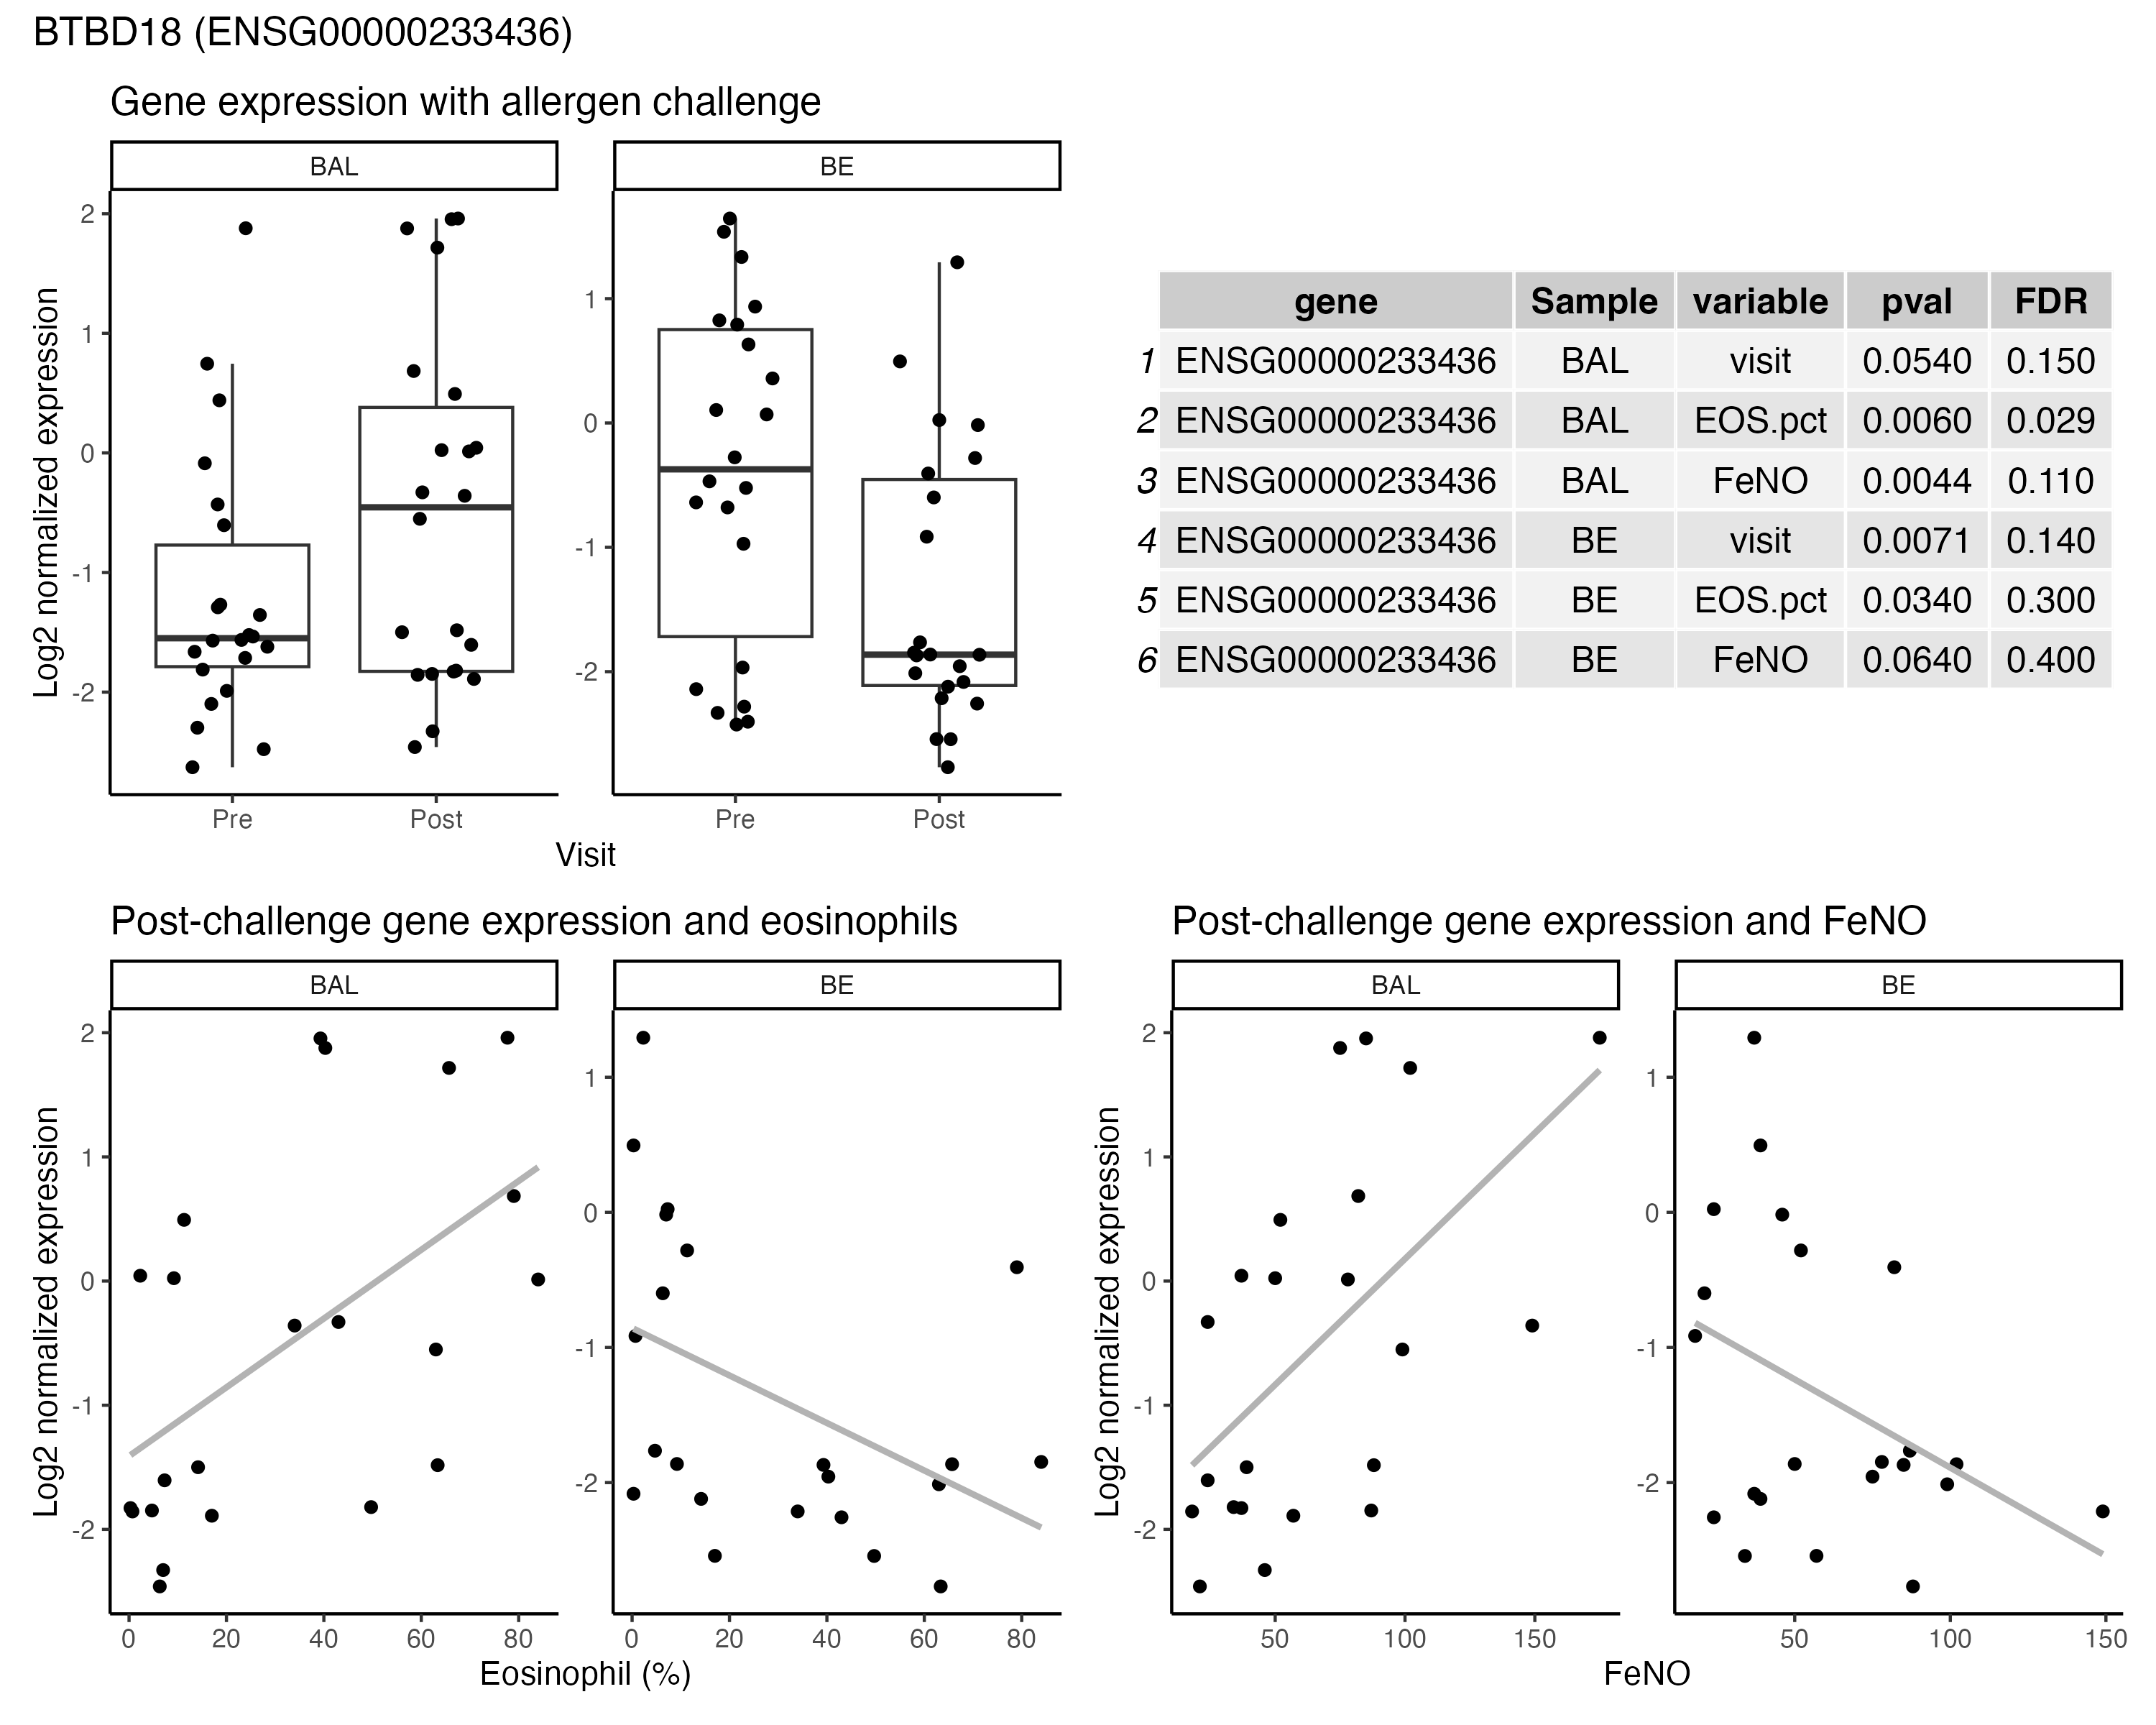 BTBD18 (ENSG00000233436)
Gene expression with allergen challenge
BAL
BE
Log2 normalized expression
2
1
0
-1
-2
1
0
-1
-2
Pre
Post
Pre
Post
Visit
gene Sample variable pval FDR
1 ENSG00000233436 BAL visit 0.0540 0.150
2 ENSG00000233436 BAL EOS.pct 0.0060 0.029
3 ENSG00000233436 BAL FeNO 0.0044 0.110
4 ENSG00000233436 BE visit 0.0071 0.140
5 ENSG00000233436 BE EOS.pct 0.0340 0.300
6 ENSG00000233436 BE FeNO 0.0640 0.400
Post-challenge gene expression and eosinophils
BAL
BE
Log2 normalized expression
2
1
0
-1
-2
1
0
-1
-2
0 20 40 60 80
0 20 40 60 80
Eosinophil (%)
Post-challenge gene expression and FeNO
BAL
BE
Log2 normalized expression
2
1
0
-1
-2
1
0
-1
-2
50 100 150
50 100 150
FeNO